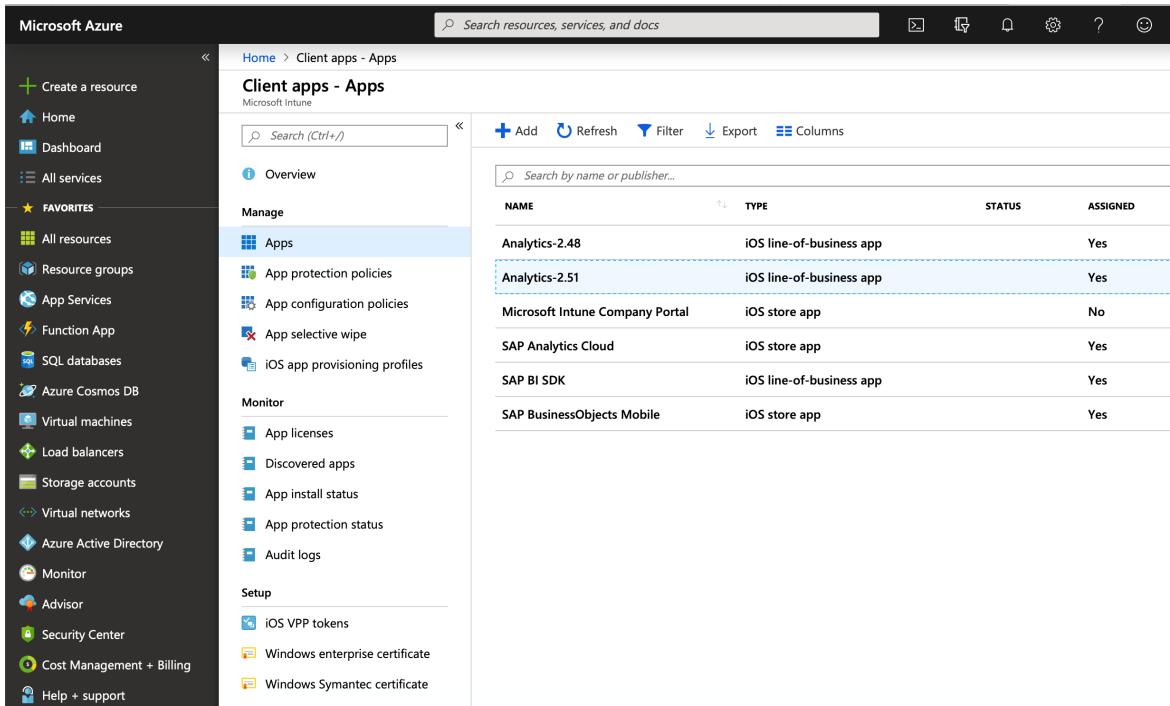 Microsoft Azure
Search resources, services, and docs
Create a resource
Home
Dashboard
All services
FAVORITES
All resources
Resource groups
App Services
Function App
SQL databases
Azure Cosmos DB
Virtual machines
Load balancers
Storage accounts
Virtual networks
Azure Active Directory
Monitor
Advisor
Security Center
Cost Management + Billing
Help + support
Home > Client apps - Apps
Client apps - Apps
Microsoft Intune
Search (Ctrl+/)
Overview
Manage
Apps
App protection policies
App configuration policies
App selective wipe
iOS app provisioning profiles
Monitor
App licenses
Discovered apps
App install status
App protection status
Audit logs
Setup
iOS VPP tokens
Windows enterprise certificate
Windows Symantec certificate
Add Refresh Filter Export Columns
Search by name or publisher...
NAME TYPE STATUS ASSIGNED
Analytics-2.48 iOS line-of-business app Yes
Analytics-2.51 iOS line-of-business app Yes
Microsoft Intune Company Portal iOS store app No
SAP Analytics Cloud iOS store app Yes
SAP BI SDK iOS line-of-business app Yes
SAP BusinessObjects Mobile iOS store app Yes